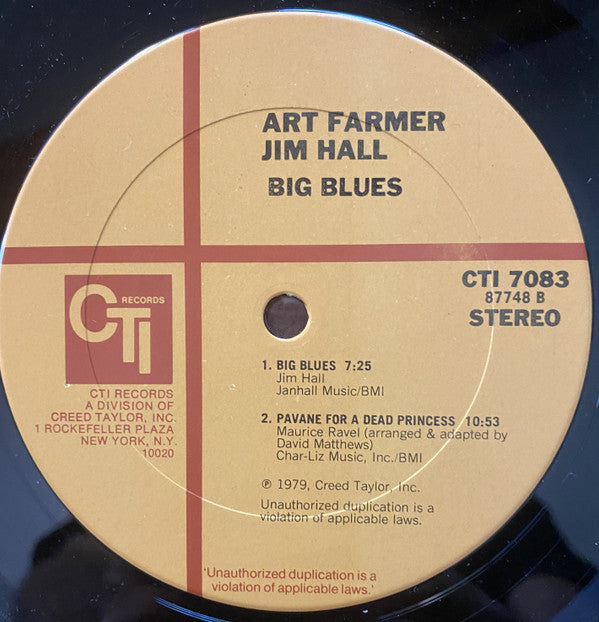 ART FARMER
JIM HALL
BIG BLUES
CTI RECORDS
CTI 7083
87748 B
STEREO
CTI RECORDS
A DIVISION OF
CREED TAYLOR, INC.
1 ROCKEFELLER PLAZA
NEW YORK, N.Y.
10020
1. BIG BLUES 7:25
Jim Hall
Janhall Music/BMI
2. PAVANE FOR A DEAD PRINCESS 10:53
Maurice Ravel (arranged & adapted by
David Matthews)
Char-Liz Music, Inc./BMI
℗ 1979, Creed Taylor, Inc.
Unauthorized duplication is a
violation of applicable laws.
'Unauthorized duplication is a
violation of applicable laws.'